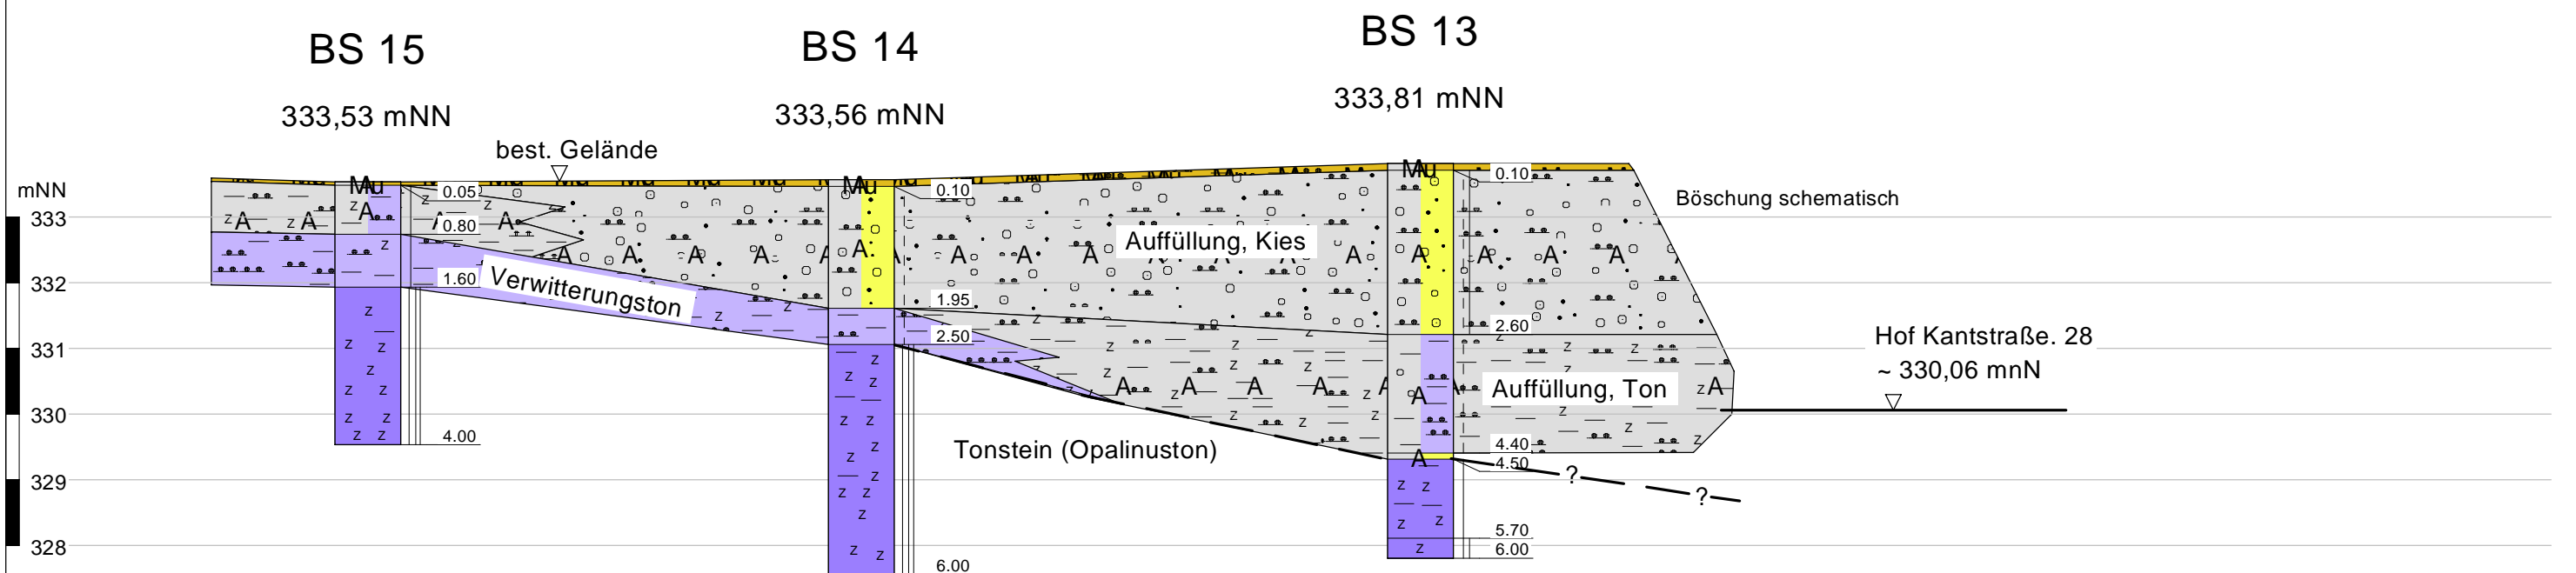 BS 15
BS 14
BS 13
333,53 mNN
333,56 mNN
333,81 mNN
best. Gelände
mNN
333
332
331
330
329
328
Mu
A
z
0.05
0.80
1.60
4.00
Verwitterungston
Mu
A
0.10
1.95
2.50
6.00
Auffüllung, Kies
Tonstein (Opalinuston)
Mu
A
A
A
0.10
2.60
4.40
4.50
5.70
6.00
Auffüllung, Ton
Böschung schematisch
Hof Kantstraße. 28
~ 330,06 mnN
?
?